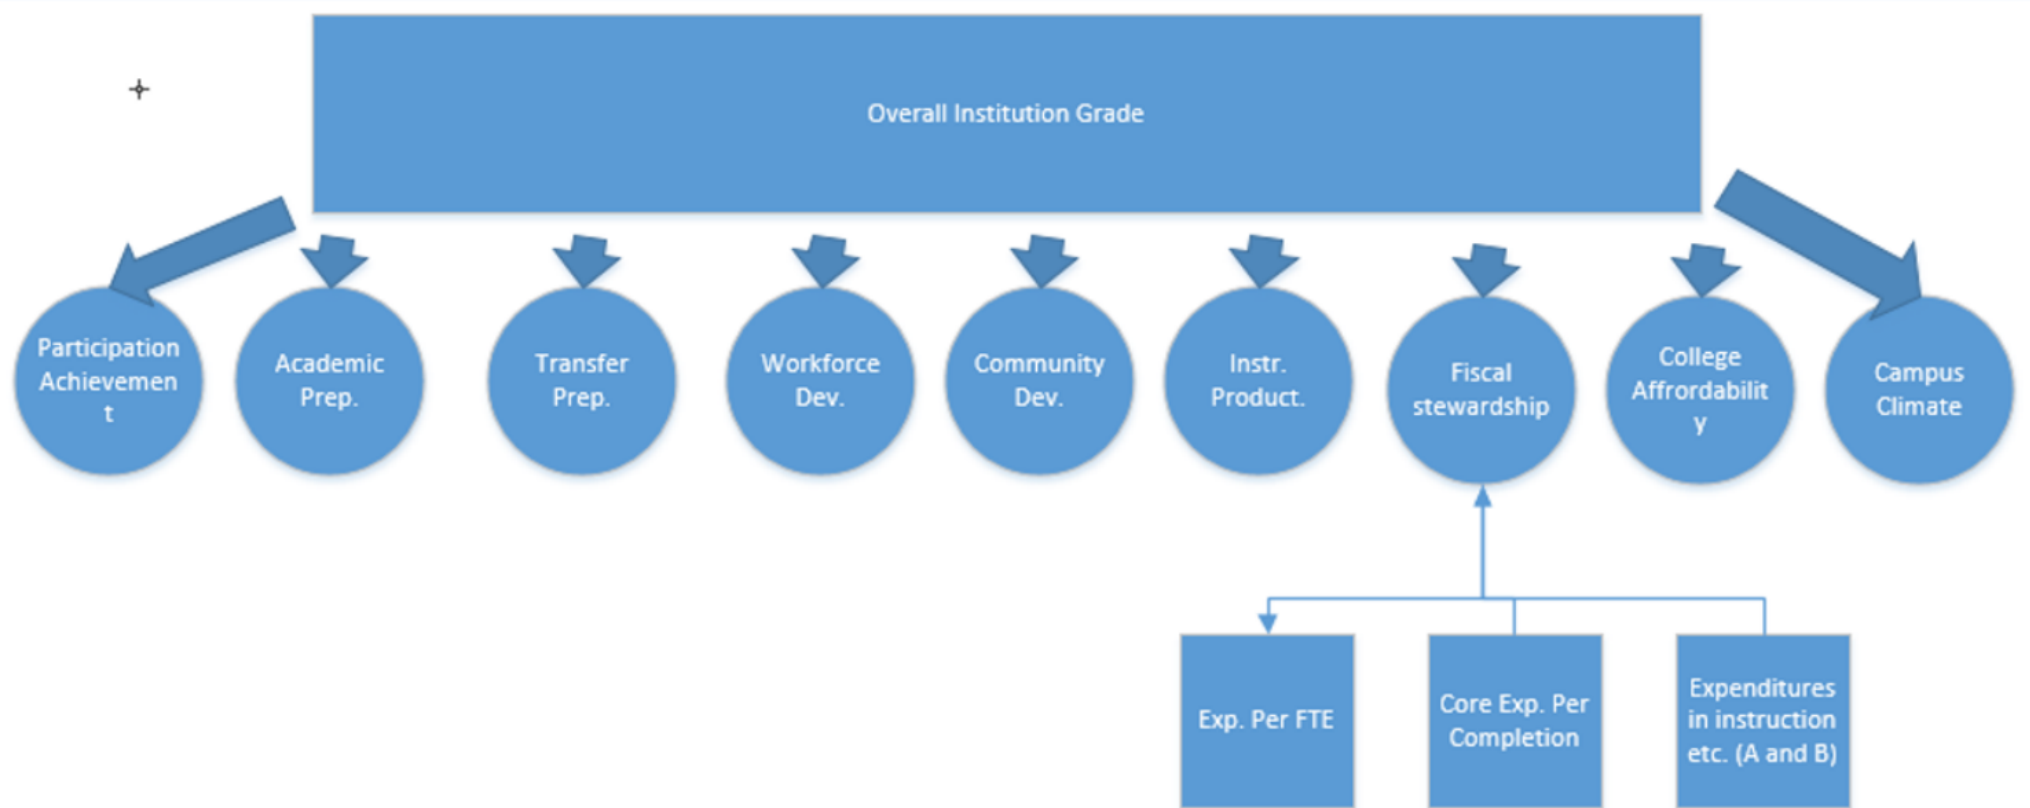 Overall Institution Grade
Participation
Achievemen
t
Academic
Prep.
Transfer
Prep.
Workforce
Dev.
Community
Dev.
Instr.
Product.
Fiscal
stewardship
College
Affrordabilit
y
Campus
Climate
Exp. Per FTE
Core Exp. Per
Completion
Expenditures
in instruction
etc. (A and B)